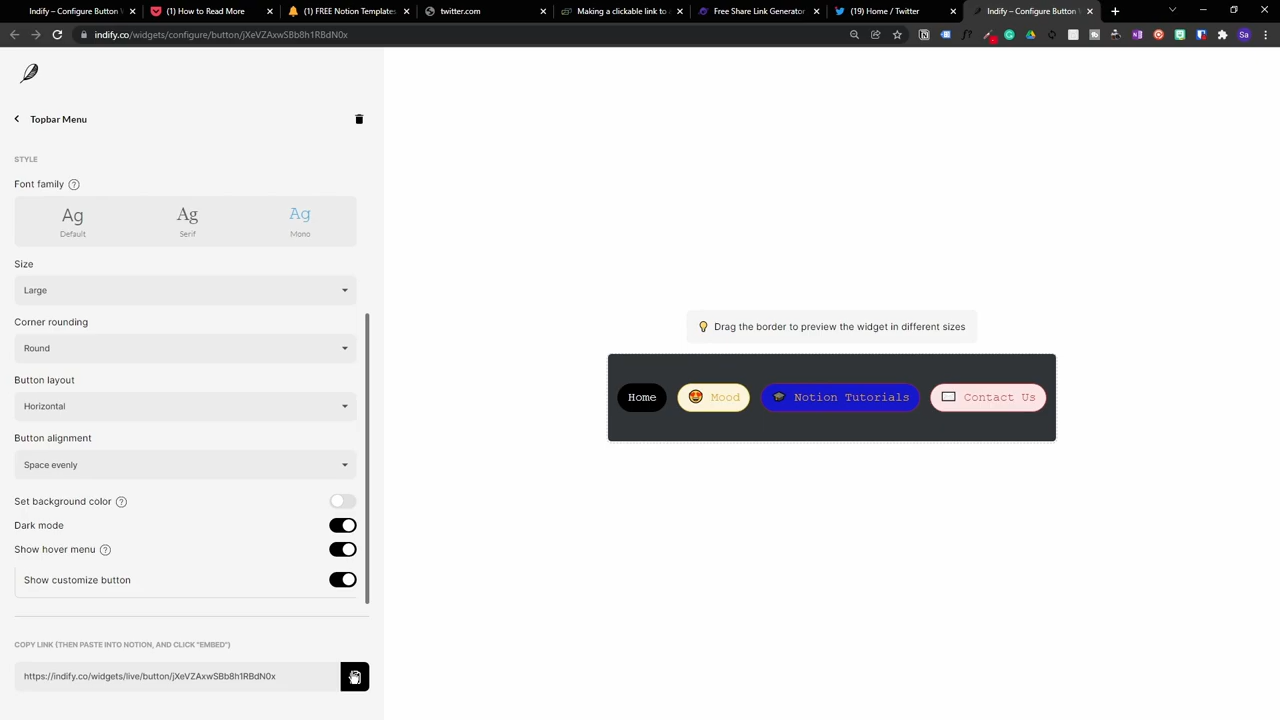 Indify – Configure Button W
(1) How to Read More
(1) FREE Notion Templates
twitter.com
Making a clickable link to
Free Share Link Generator
(19) Home / Twitter
Indify – Configure Button W
indify.co/widgets/configure/button/jXeVZAxwSBb8h1RBdN0x
Sa
Topbar Menu
STYLE
Font family ?
Ag
Ag
Ag
Default
Serif
Mono
Size
Large
Corner rounding
Round
Button layout
Horizontal
Button alignment
Space evenly
Set background color ?
Dark mode
Show hover menu ?
Show customize button
COPY LINK (THEN PASTE INTO NOTION, AND CLICK "EMBED")
https://indify.co/widgets/live/button/jXeVZAxwSBb8h1RBdN0x
Drag the border to preview the widget in different sizes
Home
Mood
Notion Tutorials
Contact Us